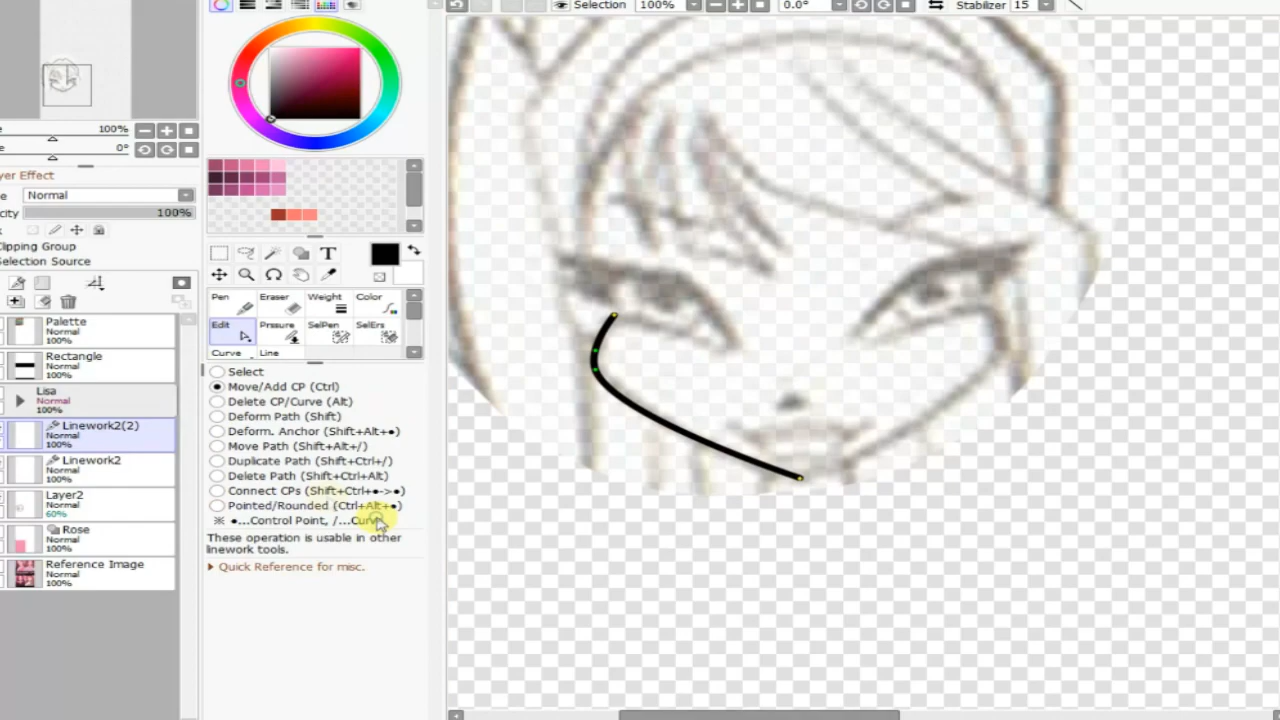 Selection 100% 0.0° Stabilizer 15
100%
0°
yer Effect
Normal
city 100%
lipping Group
election Source
Palette
Normal
100%
Rectangle
Normal
100%
Lisa
Normal
100%
Linework2(2)
Normal
100%
Linework2
Normal
100%
Layer2
Normal
60%
Rose
Normal
100%
Reference Image
Normal
100%
T
Pen Eraser Weight Color
Edit Prssure SelPen SelErs
Curve Line
Select
Move/Add CP (Ctrl)
Delete CP/Curve (Alt)
Deform Path (Shift)
Deform. Anchor (Shift+Alt+●)
Move Path (Shift+Alt+/)
Duplicate Path (Shift+Ctrl+/)
Delete Path (Shift+Ctrl+Alt)
Connect CPs (Shift+Ctrl+●->●)
Pointed/Rounded (Ctrl+Alt+●)
※ ●...Control Point, /...Curve
These operation is usable in other
linework tools.
Quick Reference for misc.